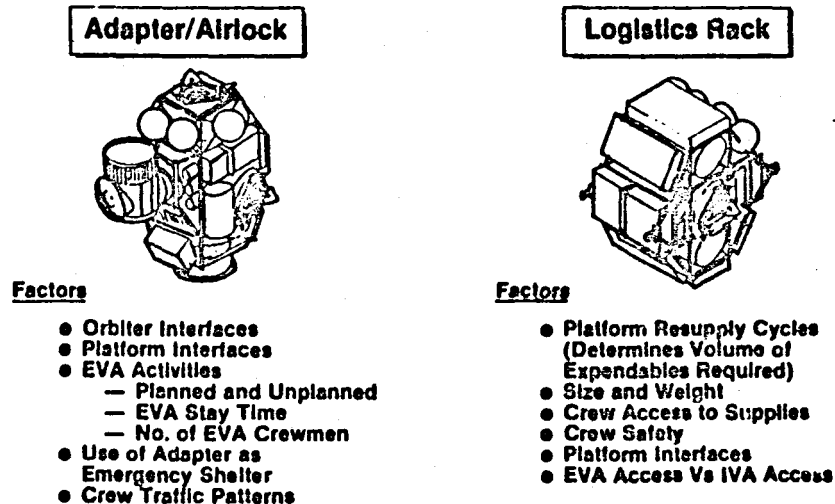 Adapter/Airlock
Factors
● Orbiter Interfaces
● Platform Interfaces
● EVA Activities
— Planned and Unplanned
— EVA Stay Time
— No. of EVA Crewmen
● Use of Adapter as
Emergency Shelter
● Crew Traffic Patterns
Logistics Rack
Factors
● Platform Resupply Cycles
(Determines Volume of
Expendables Required)
● Size and Weight
● Crew Access to Supplies
● Crew Safety
● Platform Interfaces
● EVA Access Vs IVA Access